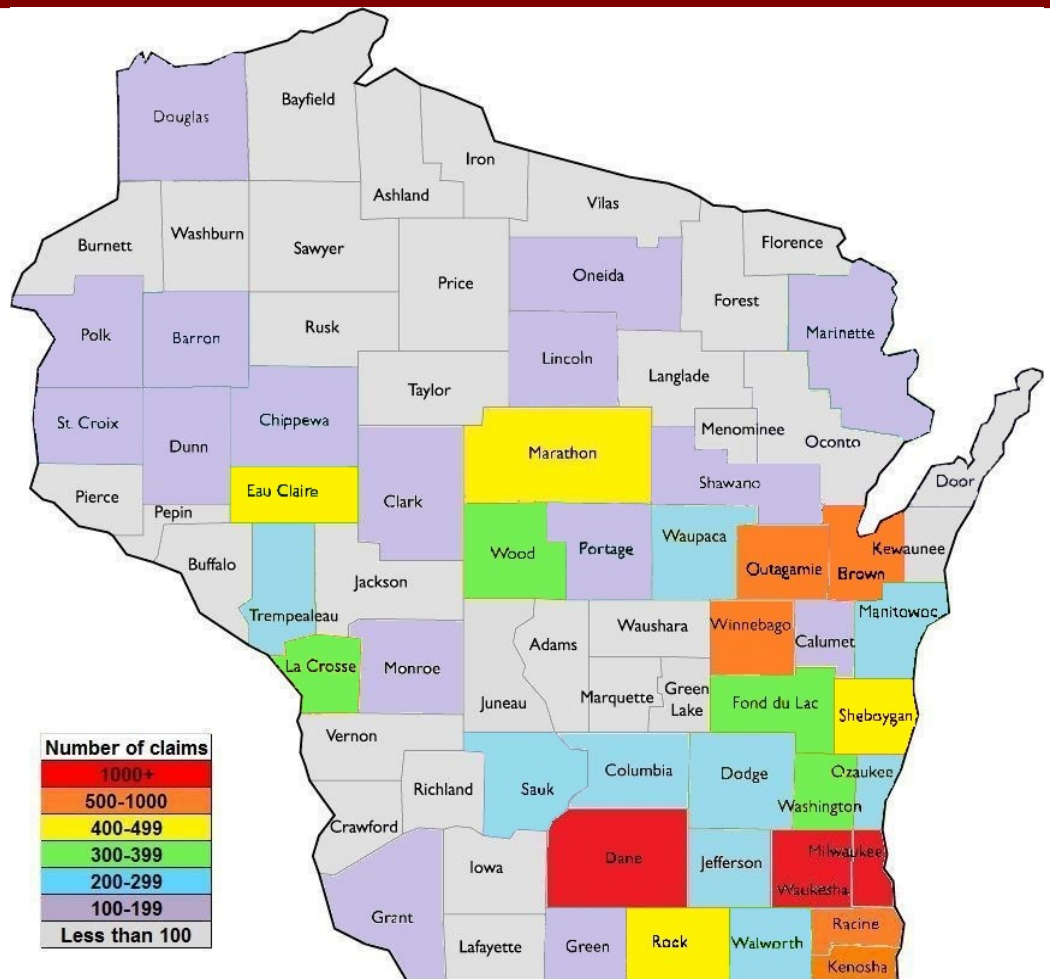 Bayfield
Douglas
Iron
Ashland
Vilas
Washburn
Burnett
Sawyer
Florence
Oneida
Price
Forest
Rusk
Polk
Barron
Marinette
Lincoln
Taylor
Langlade
St. Croix
Chippewa
Menominee
Dunn
Oconto
Marathon
Shawano
Door
Eau Claire
Pierce
Clark
Pepin
Waupaca
Wood
Portage
Kewaunee
Buffalo
Outagamie
Brown
Jackson
Manitowoc
Trempealeau
Waushara
Winnebago
Adams
Calumet
La Crosse
Monroe
Green
Lake
Marquette
Juneau
Fond du Lac
Sheboygan
Vernon
Number of claims
1000+
500-1000
400-499
300-399
200-299
100-199
Less than 100
Columbia
Dodge
Ozaukee
Richland
Sauk
Washington
Crawford
Milwaukee
Dane
Jefferson
Iowa
Waukesha
Grant
Racine
Lafayette
Green
Rock
Walworth
Kenosha